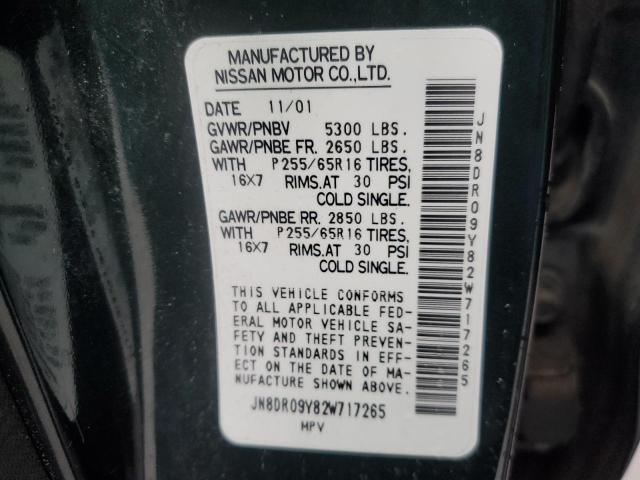 MANUFACTURED BY
NISSAN MOTOR CO.,LTD.
DATE 11/01
GVWR/PNBV 5300 LBS.
GAWR/PNBE FR. 2650 LBS.
WITH P255/65R16 TIRES,
16X7 RIMS.AT 30 PSI
COLD SINGLE.
GAWR/PNBE RR. 2850 LBS.
WITH P255/65R16 TIRES,
16X7 RIMS.AT 30 PSI
COLD SINGLE.
THIS VEHICLE CONFORMS
TO ALL APPLICABLE FED-
ERAL MOTOR VEHICLE SA-
FETY AND THEFT PREVEN-
TION STANDARDS IN EFF-
ECT ON THE DATE OF MA-
NUFACTURE SHOWN ABOVE.
JN8DR09Y82W717265
MPV
JN8DR09Y82W717265